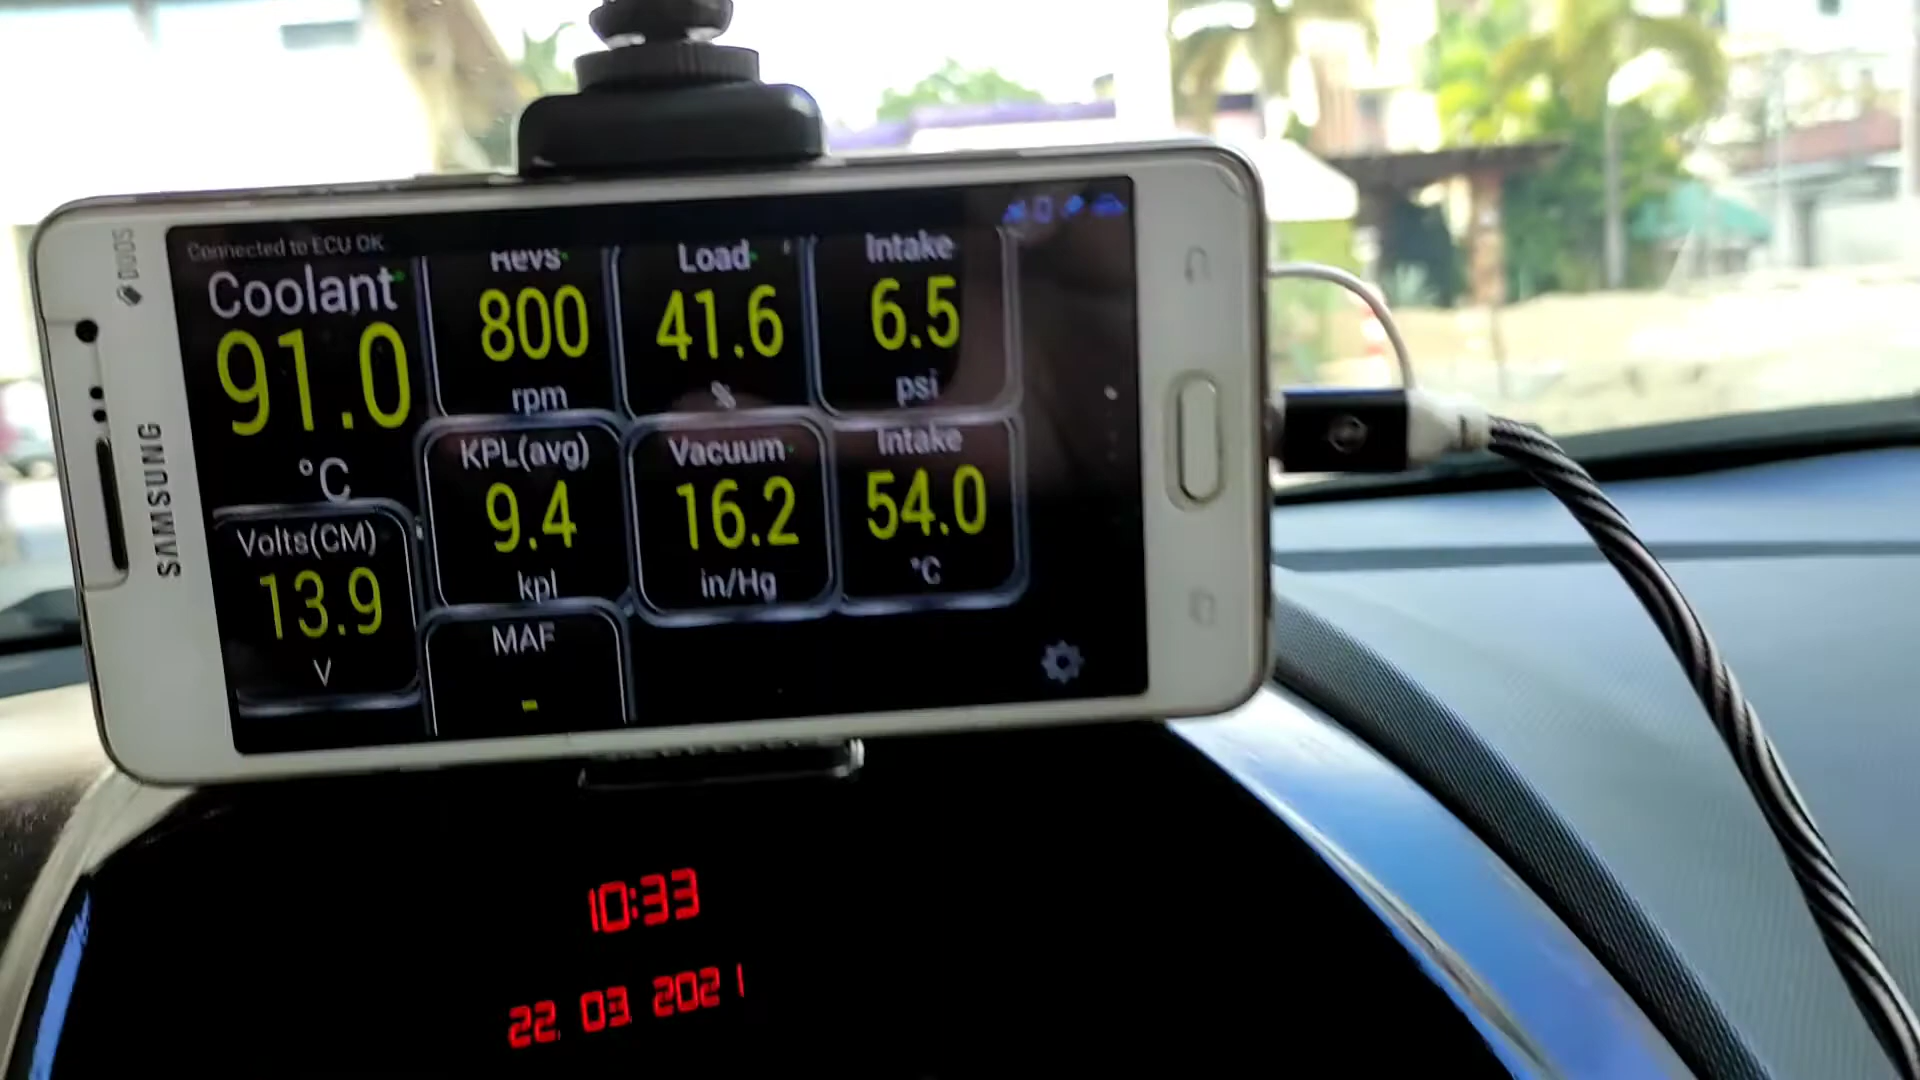 DUOS
SAMSUNG
Connected to ECU OK
Coolant
91.0
°C
Revs
800
rpm
Load
41.6
%
Intake
6.5
psi
Volts(CM)
13.9
V
KPL(avg)
9.4
kpl
Vacuum
16.2
in/Hg
Intake
54.0
°C
MAF
-
10:33
22.03.2021